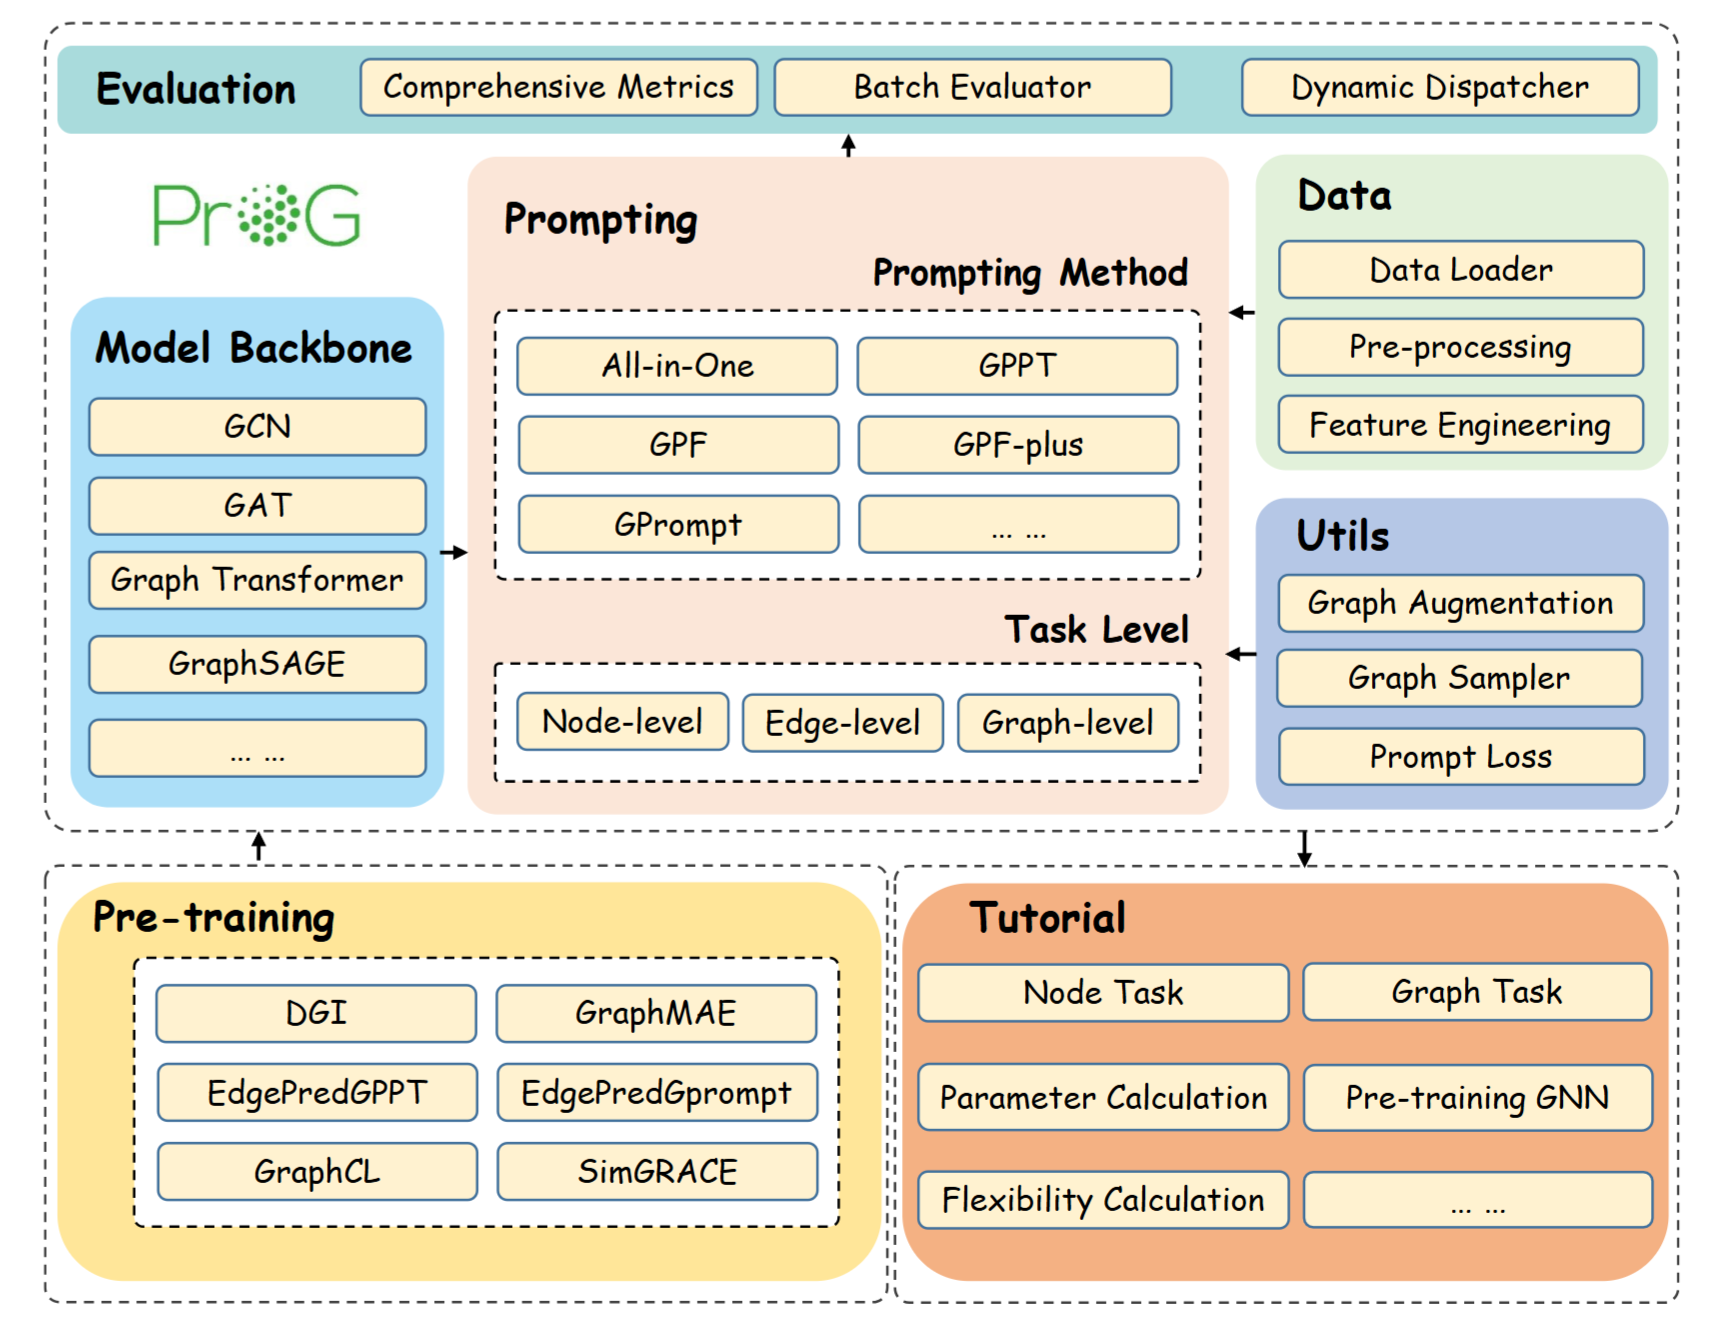 Evaluation
Comprehensive Metrics
Batch Evaluator
Dynamic Dispatcher
PrOG
Model Backbone
GCN
GAT
Graph Transformer
GraphSAGE
... ...
Prompting
Prompting Method
All-in-One
GPPT
GPF
GPF-plus
GPrompt
... ...
Task Level
Node-level
Edge-level
Graph-level
Data
Data Loader
Pre-processing
Feature Engineering
Utils
Graph Augmentation
Graph Sampler
Prompt Loss
Pre-training
DGI
GraphMAE
EdgePredGPPT
EdgePredGprompt
GraphCL
SimGRACE
Tutorial
Node Task
Graph Task
Parameter Calculation
Pre-training GNN
Flexibility Calculation
... ...